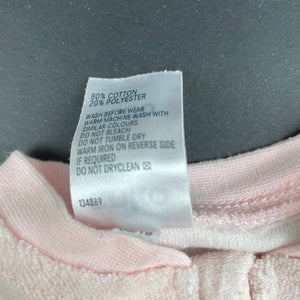 80% COTTON
20% POLYESTER
WASH BEFORE WEAR
WARM MACHINE WASH WITH
SIMILAR COLOURS
DO NOT BLEACH
DO NOT TUMBLE DRY
WARM IRON ON REVERSE SIDE
IF REQUIRED
DO NOT DRYCLEAN
134889